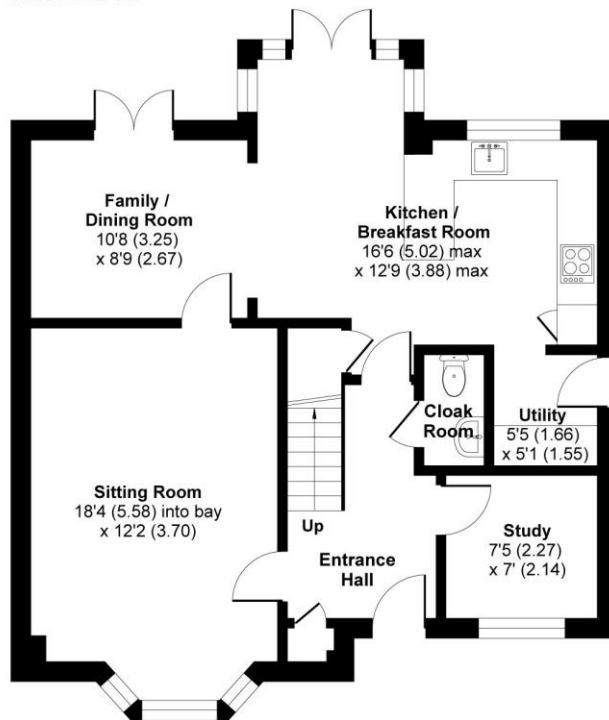 Family /
Dining Room
10'8 (3.25)
x 8'9 (2.67)
Kitchen /
Breakfast Room
16'6 (5.02) max
x 12'9 (3.88) max
Cloak
Room
Utility
5'5 (1.66)
x 5'1 (1.55)
Sitting Room
18'4 (5.58) into bay
x 12'2 (3.70)
Up
Entrance
Hall
Study
7'5 (2.27)
x 7' (2.14)